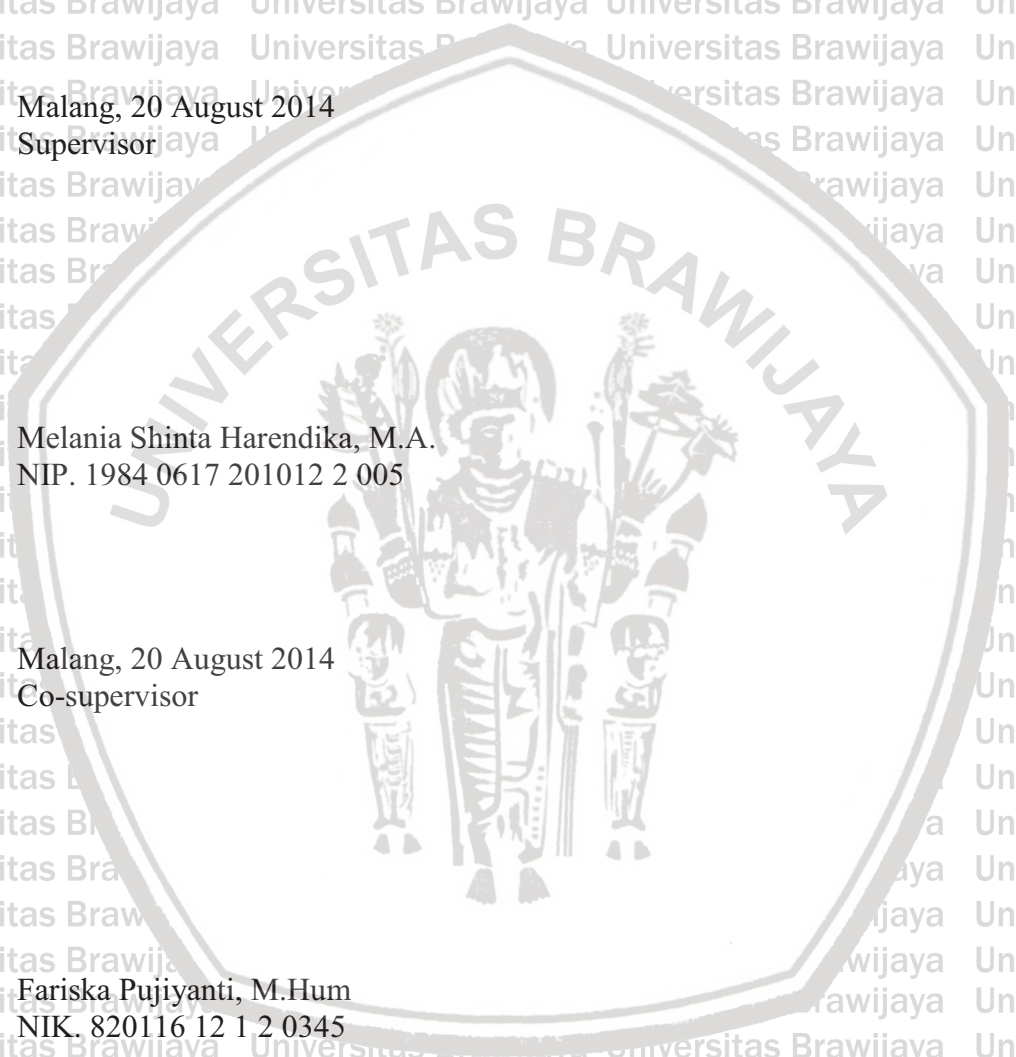 Malang, 20 August 2014
Supervisor
UNIVERSITAS BRAWIJAYA
Melania Shinta Harendika, M.A.
NIP. 1984 0617 201012 2 005
Malang, 20 August 2014
Co-supervisor
Fariska Pujiyanti, M.Hum
NIK. 820116 12 1 2 0345